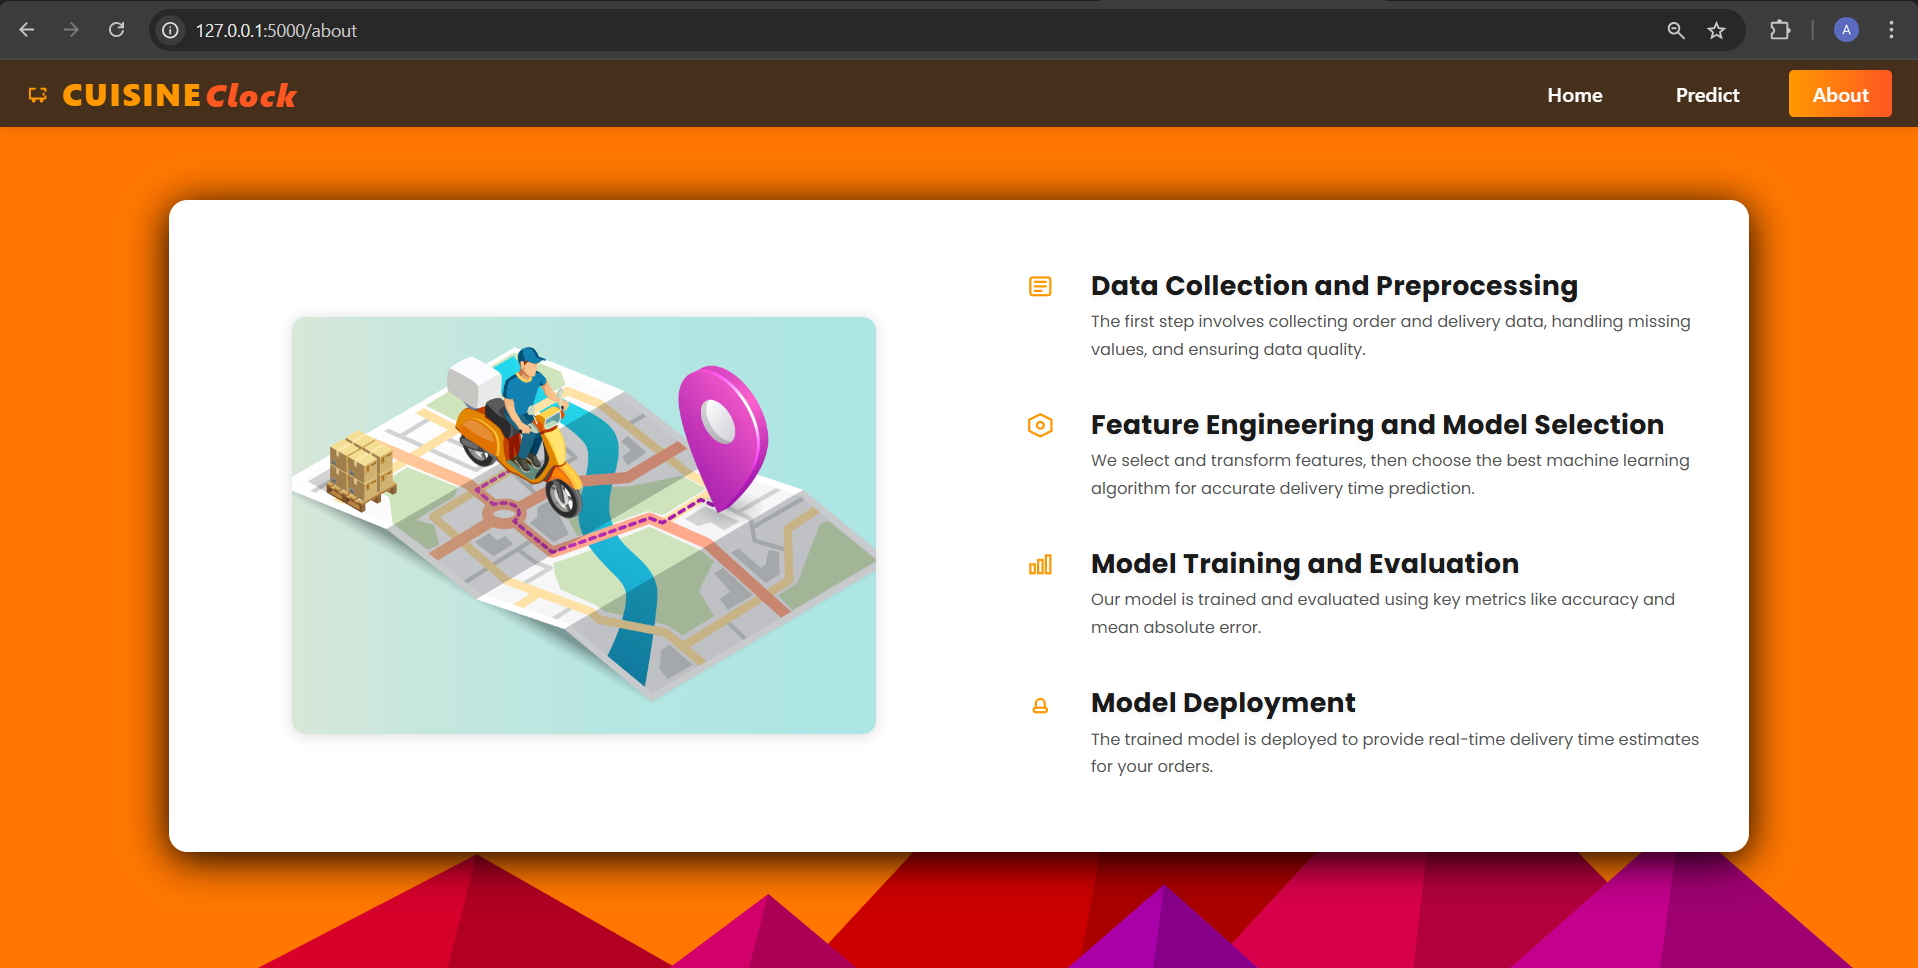 127.0.0.1:5000/about
A
CUISINE Clock
Home
Predict
About
Data Collection and Preprocessing
The first step involves collecting order and delivery data, handling missing
values, and ensuring data quality.
Feature Engineering and Model Selection
We select and transform features, then choose the best machine learning
algorithm for accurate delivery time prediction.
Model Training and Evaluation
Our model is trained and evaluated using key metrics like accuracy and
mean absolute error.
Model Deployment
The trained model is deployed to provide real-time delivery time estimates
for your orders.